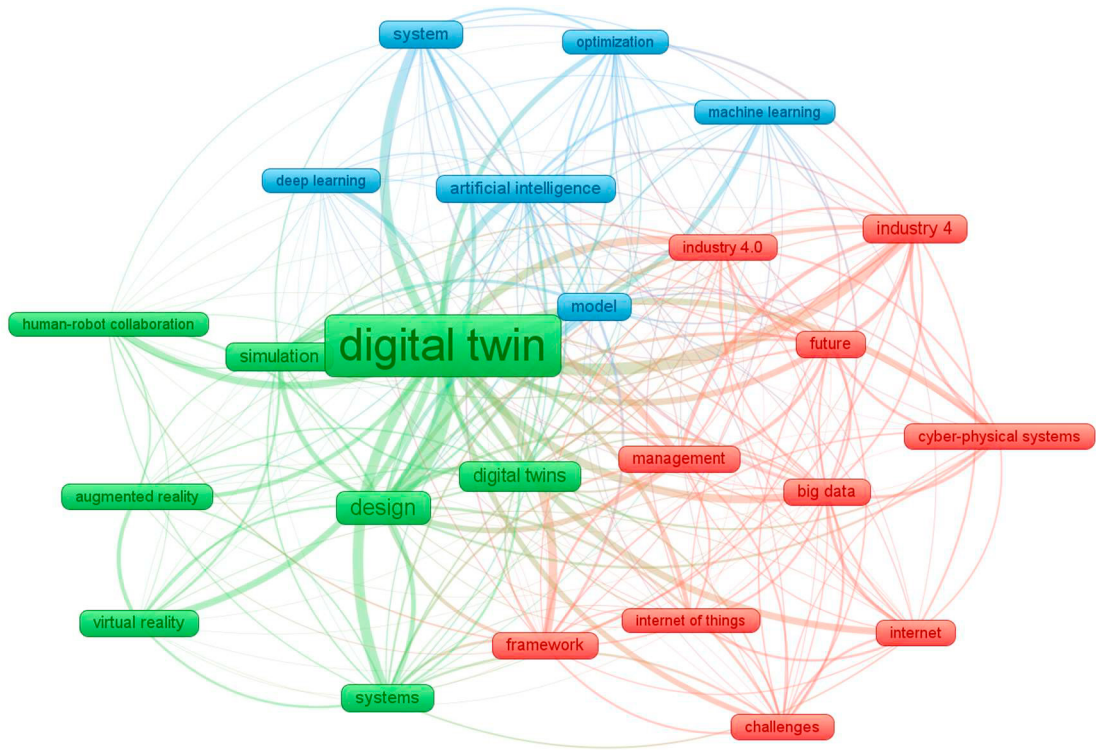 system
optimization
machine learning
deep learning
artificial intelligence
industry 4
industry 4.0
model
human-robot collaboration
simulation
digital twin
future
cyber-physical systems
management
digital twins
big data
augmented reality
design
virtual reality
internet of things
internet
framework
systems
challenges